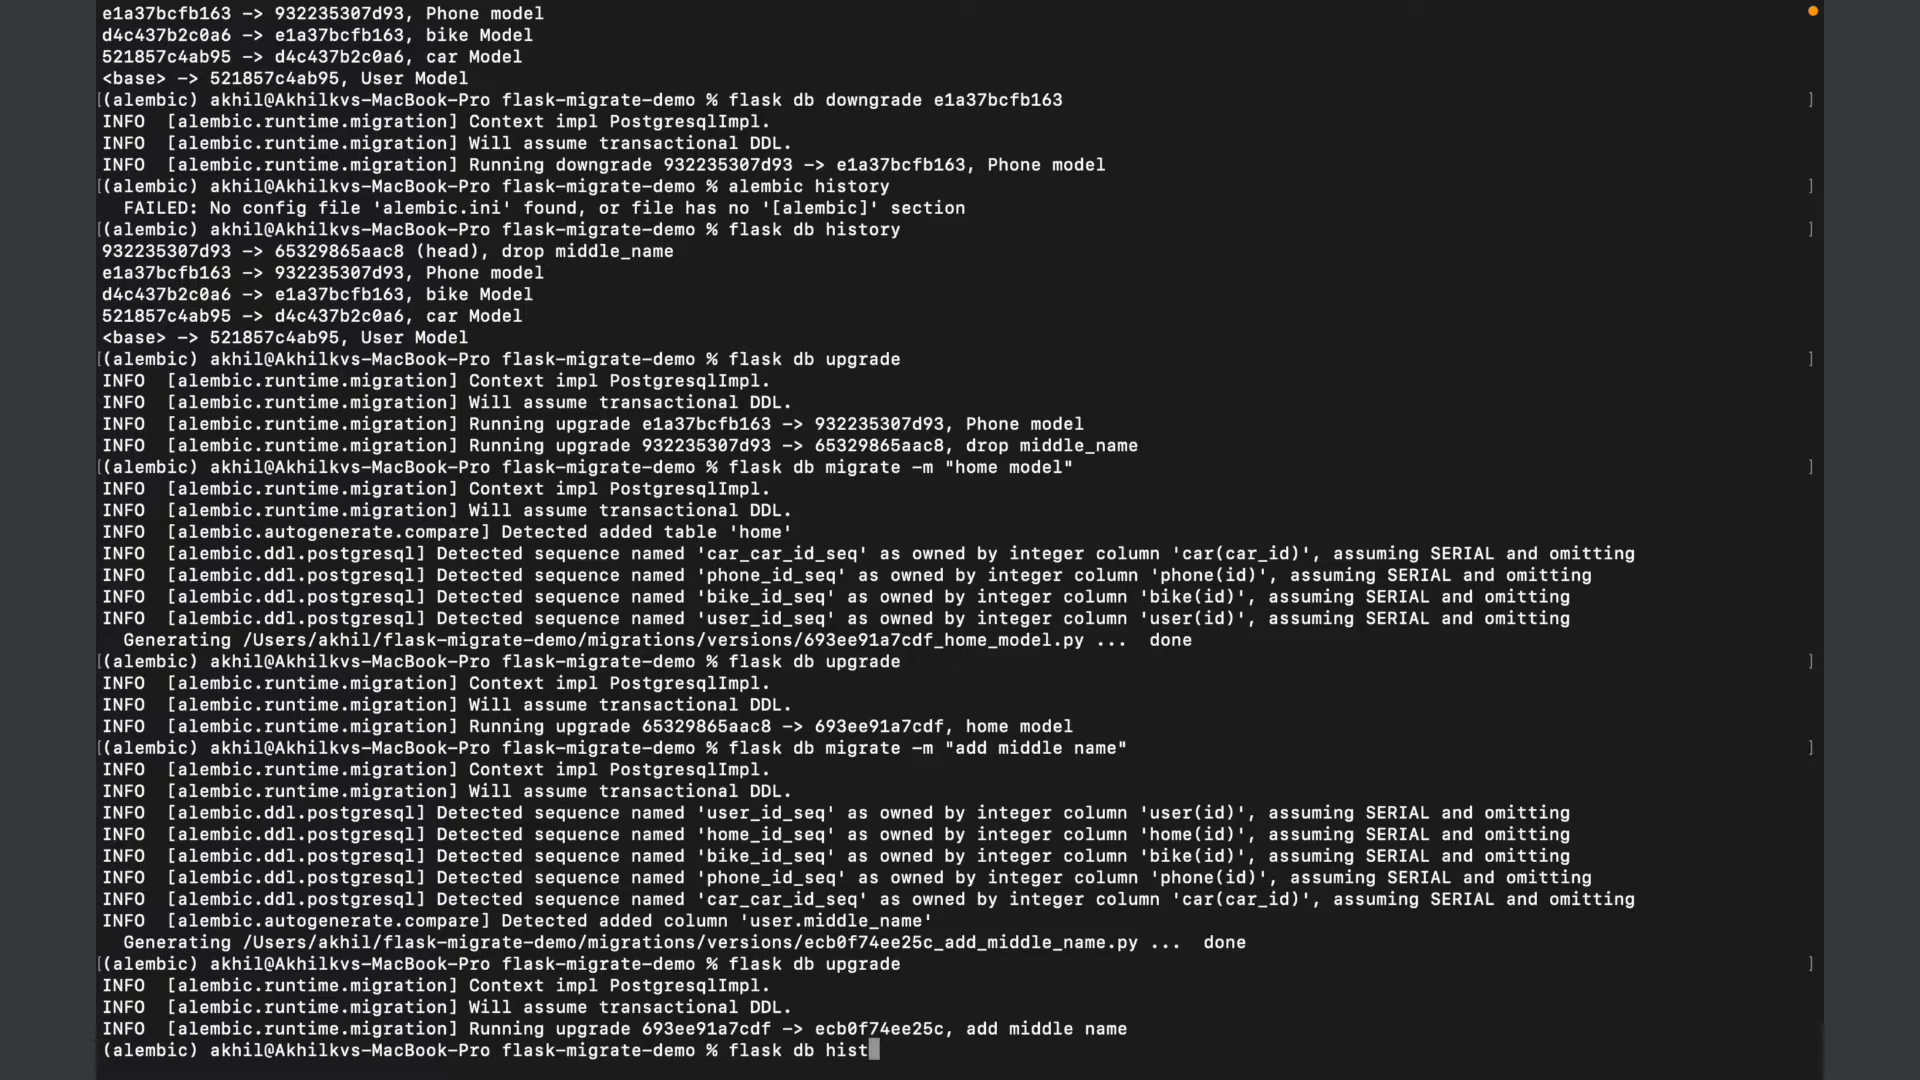 e1a37bcfb163 -> 932235307d93, Phone model
d4c437b2c0a6 -> e1a37bcfb163, bike Model
521857c4ab95 -> d4c437b2c0a6, car Model
<base> -> 521857c4ab95, User Model
[(alembic) akhil@Akhilkvs-MacBook-Pro flask-migrate-demo % flask db downgrade e1a37bcfb163 ]
INFO  [alembic.runtime.migration] Context impl PostgresqlImpl.
INFO  [alembic.runtime.migration] Will assume transactional DDL.
INFO  [alembic.runtime.migration] Running downgrade 932235307d93 -> e1a37bcfb163, Phone model
[(alembic) akhil@Akhilkvs-MacBook-Pro flask-migrate-demo % alembic history ]
  FAILED: No config file 'alembic.ini' found, or file has no '[alembic]' section
[(alembic) akhil@Akhilkvs-MacBook-Pro flask-migrate-demo % flask db history ]
932235307d93 -> 65329865aac8 (head), drop middle_name
e1a37bcfb163 -> 932235307d93, Phone model
d4c437b2c0a6 -> e1a37bcfb163, bike Model
521857c4ab95 -> d4c437b2c0a6, car Model
<base> -> 521857c4ab95, User Model
[(alembic) akhil@Akhilkvs-MacBook-Pro flask-migrate-demo % flask db upgrade ]
INFO  [alembic.runtime.migration] Context impl PostgresqlImpl.
INFO  [alembic.runtime.migration] Will assume transactional DDL.
INFO  [alembic.runtime.migration] Running upgrade e1a37bcfb163 -> 932235307d93, Phone model
INFO  [alembic.runtime.migration] Running upgrade 932235307d93 -> 65329865aac8, drop middle_name
[(alembic) akhil@Akhilkvs-MacBook-Pro flask-migrate-demo % flask db migrate -m "home model" ]
INFO  [alembic.runtime.migration] Context impl PostgresqlImpl.
INFO  [alembic.runtime.migration] Will assume transactional DDL.
INFO  [alembic.autogenerate.compare] Detected added table 'home'
INFO  [alembic.ddl.postgresql] Detected sequence named 'car_car_id_seq' as owned by integer column 'car(car_id)', assuming SERIAL and omitting
INFO  [alembic.ddl.postgresql] Detected sequence named 'phone_id_seq' as owned by integer column 'phone(id)', assuming SERIAL and omitting
INFO  [alembic.ddl.postgresql] Detected sequence named 'bike_id_seq' as owned by integer column 'bike(id)', assuming SERIAL and omitting
INFO  [alembic.ddl.postgresql] Detected sequence named 'user_id_seq' as owned by integer column 'user(id)', assuming SERIAL and omitting
  Generating /Users/akhil/flask-migrate-demo/migrations/versions/693ee91a7cdf_home_model.py ...  done
[(alembic) akhil@Akhilkvs-MacBook-Pro flask-migrate-demo % flask db upgrade ]
INFO  [alembic.runtime.migration] Context impl PostgresqlImpl.
INFO  [alembic.runtime.migration] Will assume transactional DDL.
INFO  [alembic.runtime.migration] Running upgrade 65329865aac8 -> 693ee91a7cdf, home model
[(alembic) akhil@Akhilkvs-MacBook-Pro flask-migrate-demo % flask db migrate -m "add middle name" ]
INFO  [alembic.runtime.migration] Context impl PostgresqlImpl.
INFO  [alembic.runtime.migration] Will assume transactional DDL.
INFO  [alembic.ddl.postgresql] Detected sequence named 'user_id_seq' as owned by integer column 'user(id)', assuming SERIAL and omitting
INFO  [alembic.ddl.postgresql] Detected sequence named 'home_id_seq' as owned by integer column 'home(id)', assuming SERIAL and omitting
INFO  [alembic.ddl.postgresql] Detected sequence named 'bike_id_seq' as owned by integer column 'bike(id)', assuming SERIAL and omitting
INFO  [alembic.ddl.postgresql] Detected sequence named 'phone_id_seq' as owned by integer column 'phone(id)', assuming SERIAL and omitting
INFO  [alembic.ddl.postgresql] Detected sequence named 'car_car_id_seq' as owned by integer column 'car(car_id)', assuming SERIAL and omitting
INFO  [alembic.autogenerate.compare] Detected added column 'user.middle_name'
  Generating /Users/akhil/flask-migrate-demo/migrations/versions/ecb0f74ee25c_add_middle_name.py ...  done
[(alembic) akhil@Akhilkvs-MacBook-Pro flask-migrate-demo % flask db upgrade ]
INFO  [alembic.runtime.migration] Context impl PostgresqlImpl.
INFO  [alembic.runtime.migration] Will assume transactional DDL.
INFO  [alembic.runtime.migration] Running upgrade 693ee91a7cdf -> ecb0f74ee25c, add middle name
(alembic) akhil@Akhilkvs-MacBook-Pro flask-migrate-demo % flask db hist